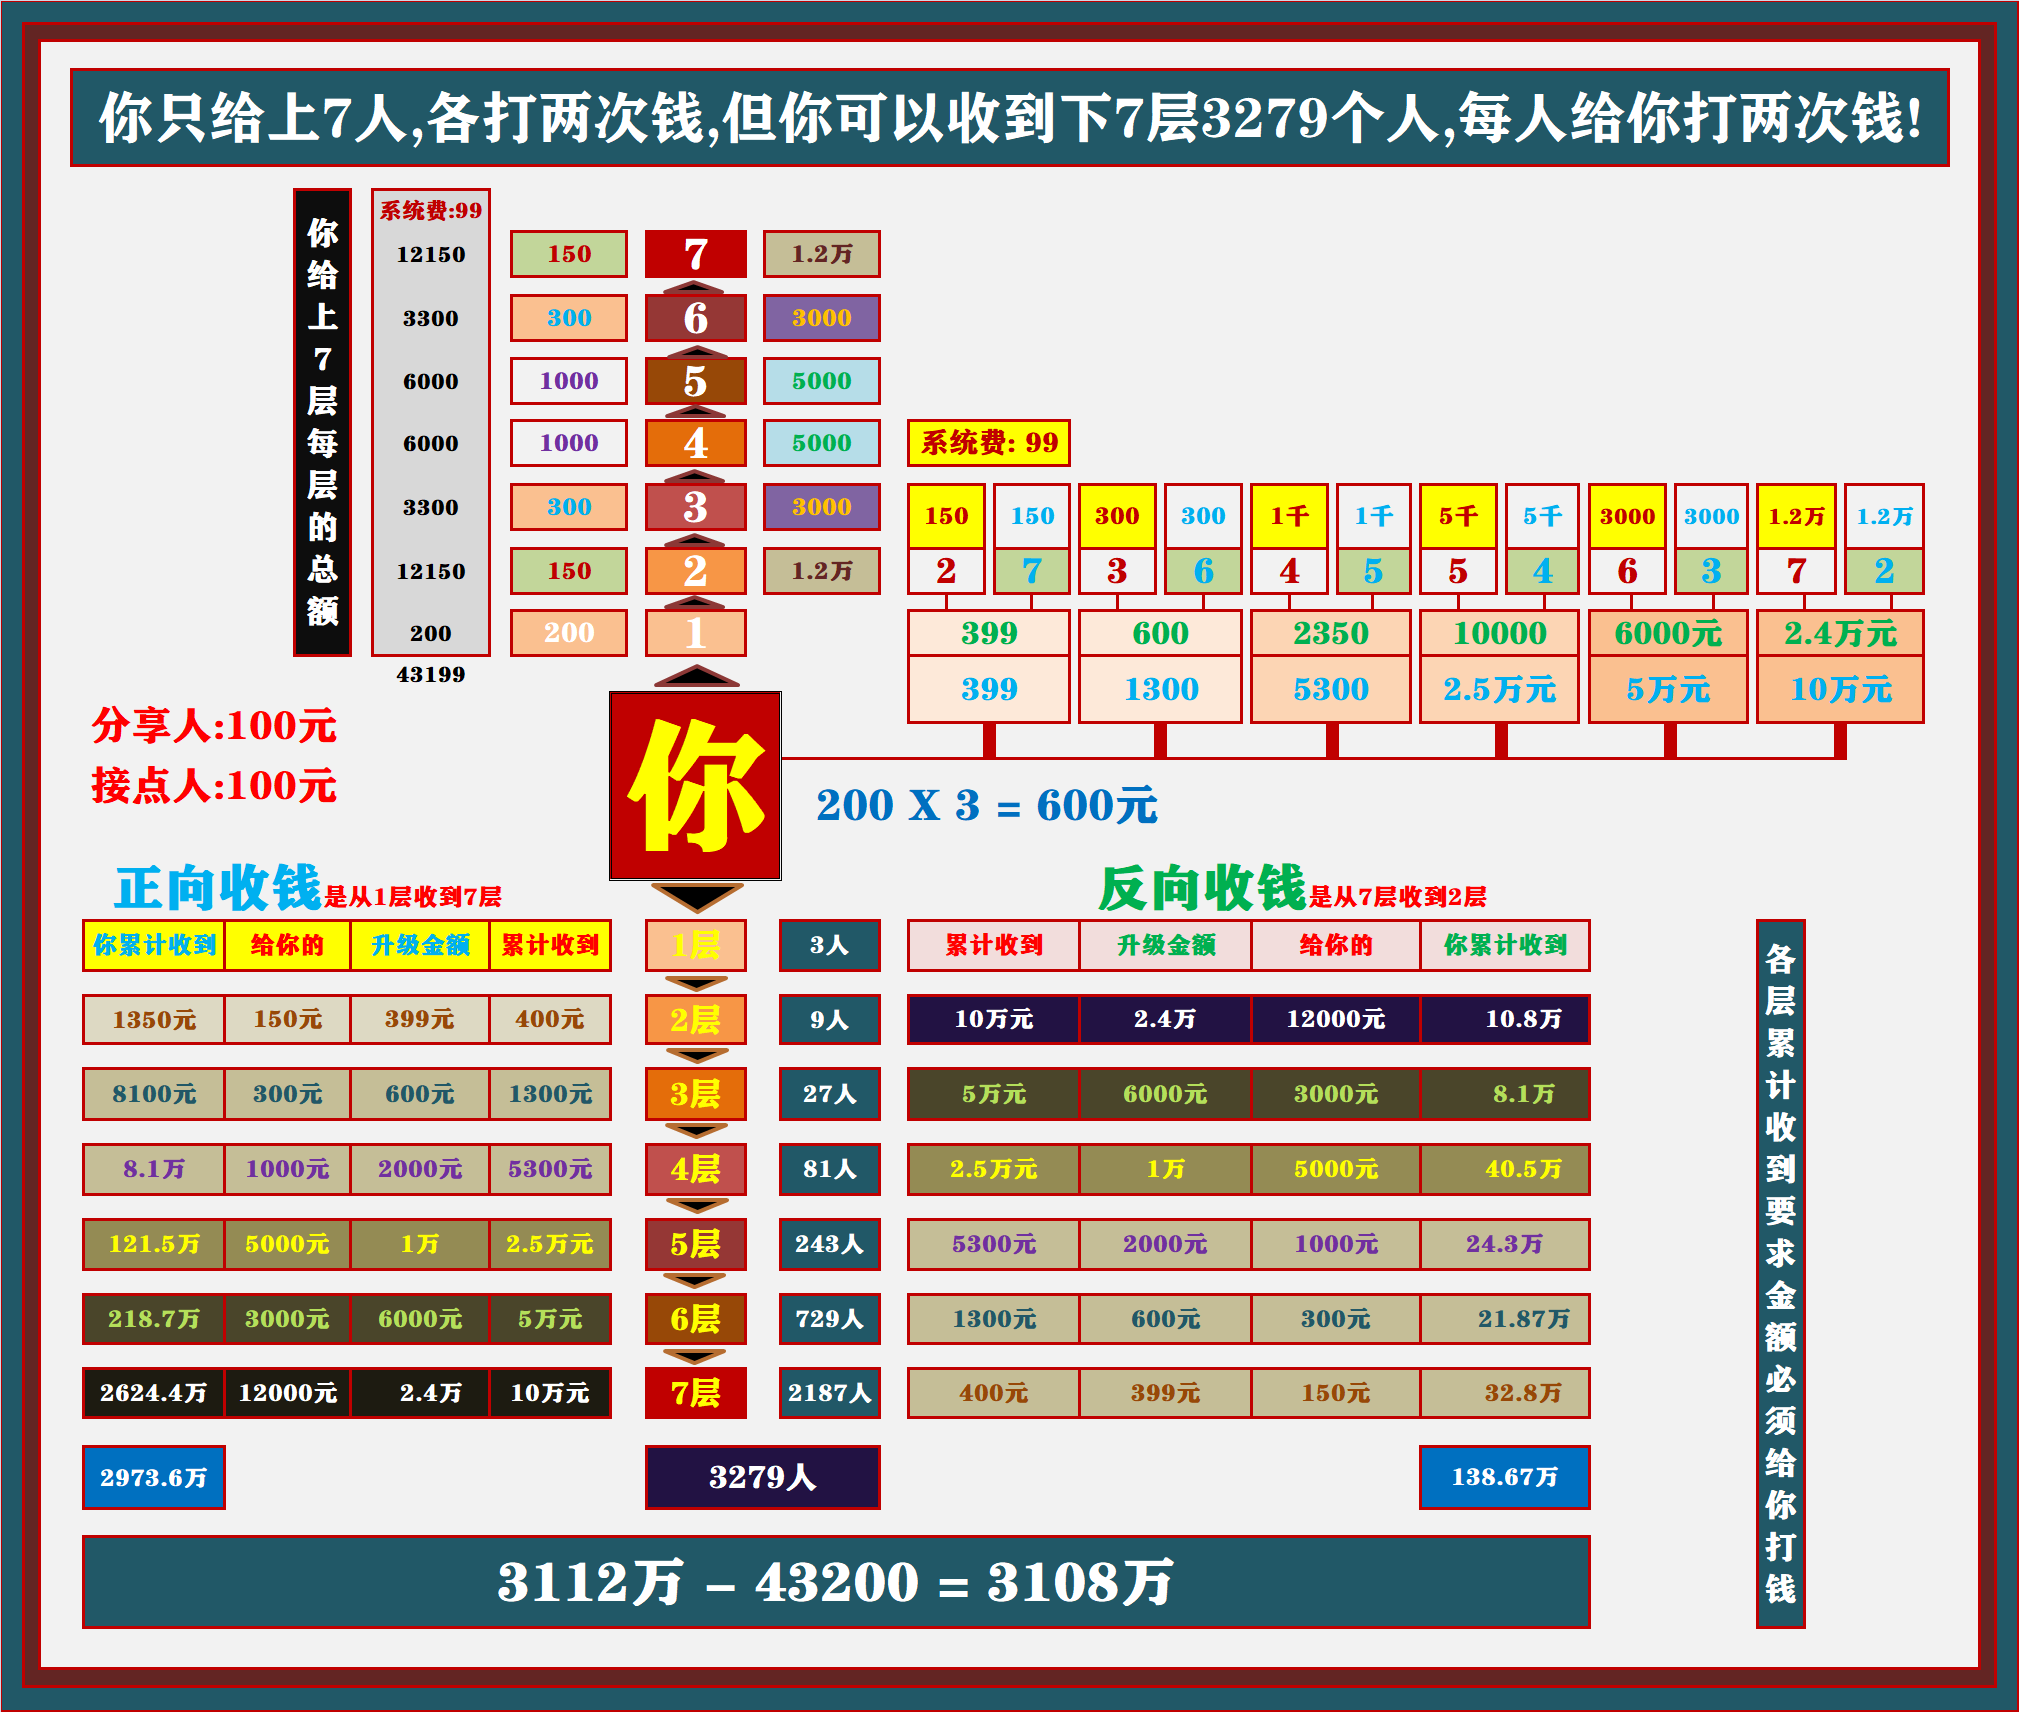 你只给上7人,各打两次钱,但你可以收到下7层3279个人,每人给你打两次钱!
你给上7层每层的总额
系统费:99
12150 150 7 1.2万
3300 300 6 3000
6000 1000 5 5000
6000 1000 4 5000
3300 300 3 3000
12150 150 2 1.2万
200 200 1
43199
系统费: 99
150 150 300 300 1千 1千 5千 5千 3000 3000 1.2万 1.2万
2 7 3 6 4 5 5 4 6 3 7 2
399 600 2350 10000 6000元 2.4万元
399 1300 5300 2.5万元 5万元 10万元
分享人:100元
接点人:100元
你
200 X 3 = 600元
正向收钱是从1层收到7层
反向收钱是从7层收到2层
你累计收到 给你的 升级金额 累计收到 1层 3人 累计收到 升级金额 给你的 你累计收到
1350元 150元 399元 400元 2层 9人 10万元 2.4万 12000元 10.8万
8100元 300元 600元 1300元 3层 27人 5万元 6000元 3000元 8.1万
8.1万 1000元 2000元 5300元 4层 81人 2.5万元 1万 5000元 40.5万
121.5万 5000元 1万 2.5万元 5层 243人 5300元 2000元 1000元 24.3万
218.7万 3000元 6000元 5万元 6层 729人 1300元 600元 300元 21.87万
2624.4万 12000元 2.4万 10万元 7层 2187人 400元 399元 150元 32.8万
2973.6万 3279人 138.67万
3112万 – 43200 = 3108万
各层累计收到要求金额必须给你打钱